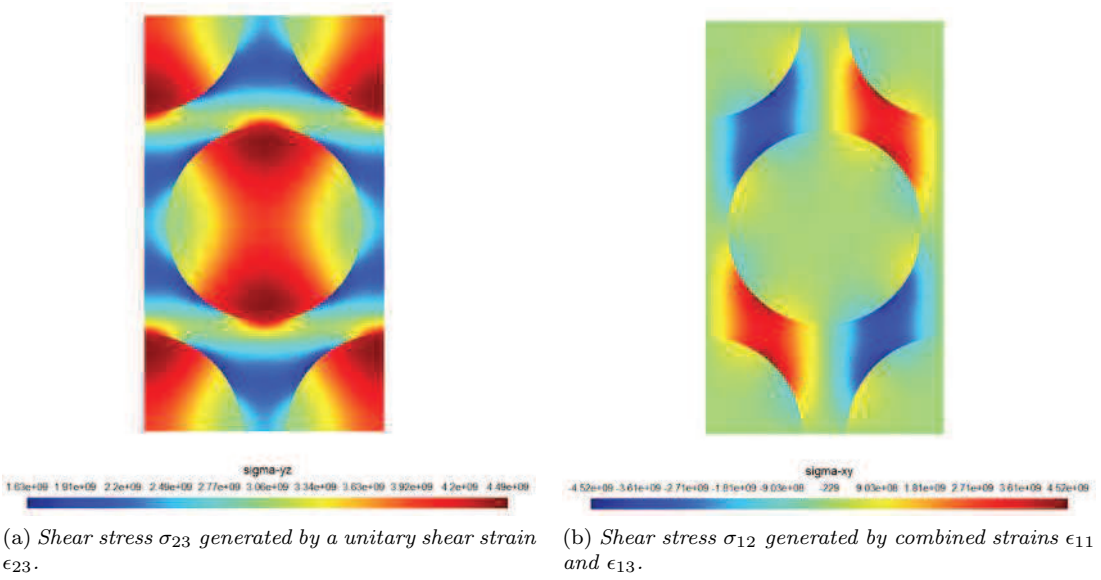 sigma-yz
1.63e+09 1.91e+09 2.2e+09 2.49e+09 2.77e+09 3.06e+09 3.34e+09 3.63e+09 3.92e+09 4.2e+09 4.49e+09
(a) Shear stress σ23 generated by a unitary shear strain
ϵ23.
sigma-xy
-4.52e+09 -3.61e+09 -2.71e+09 -1.81e+09 -9.03e+08 -229 9.03e+08 1.81e+09 2.71e+09 3.61e+09 4.52e+09
(b) Shear stress σ12 generated by combined strains ϵ11
and ϵ13.